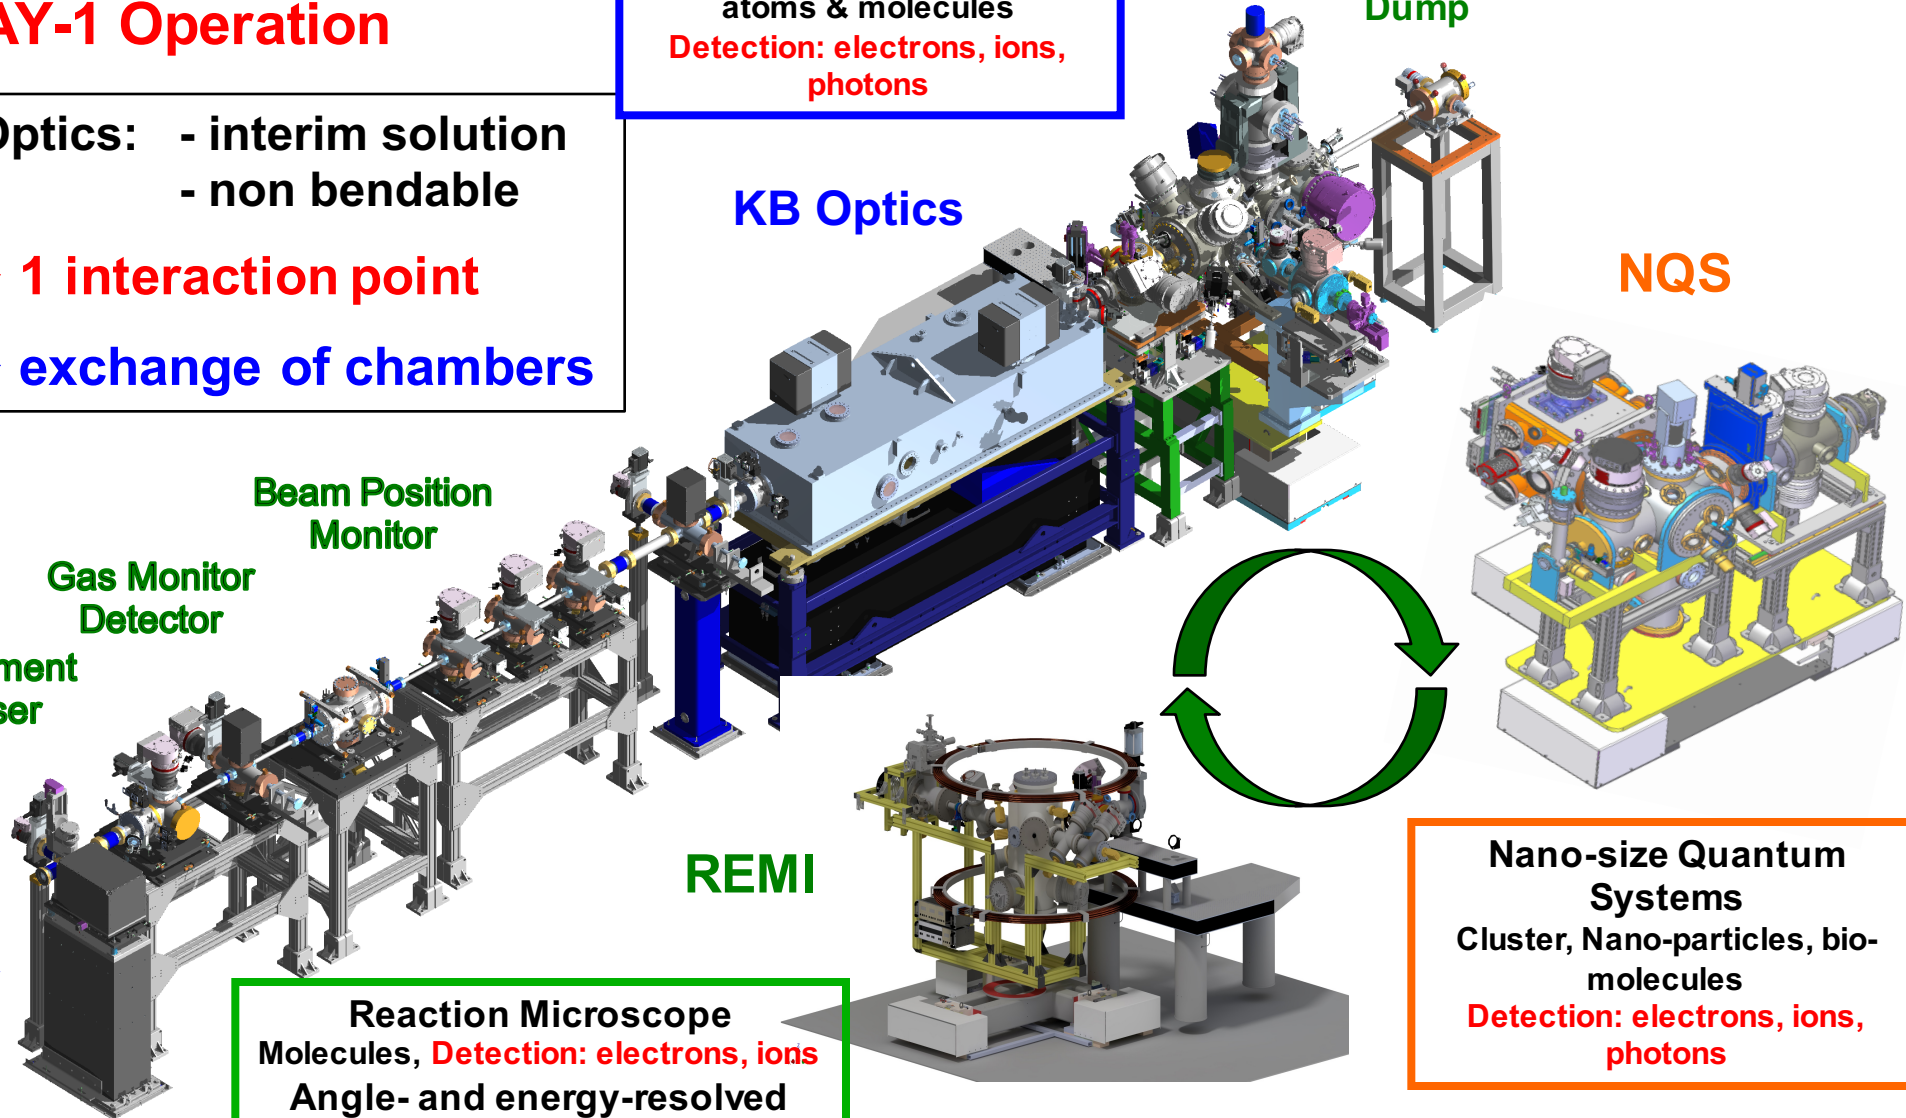 AY-1 Operation
atoms & molecules
Detection: electrons, ions,
photons
Dump
Optics: - interim solution
- non bendable
1 interaction point
exchange of chambers
KB Optics
NQS
Beam Position
Monitor
Gas Monitor
Detector
ment
ser
REMI
Reaction Microscope
Molecules, Detection: electrons, ions
Angle- and energy-resolved
Nano-size Quantum
Systems
Cluster, Nano-particles, bio-
molecules
Detection: electrons, ions,
photons